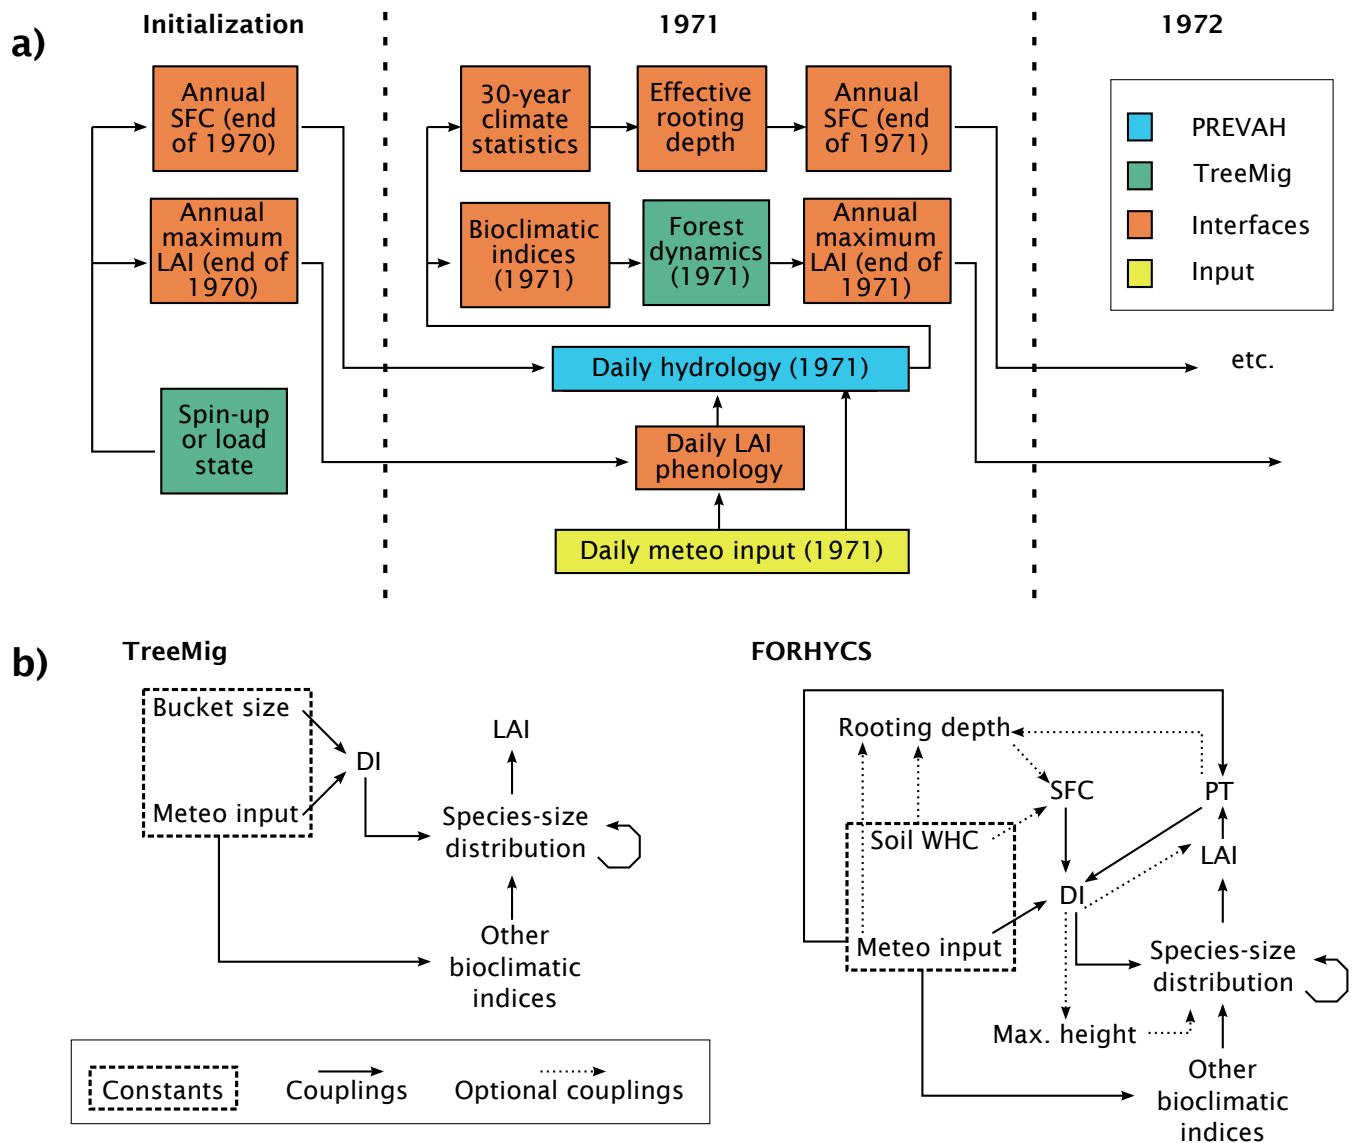 a)
Initialization
1971
1972
Annual
SFC (end
of 1970)
30-year
climate
statistics
Effective
rooting
depth
Annual
SFC (end
of 1971)
Annual
maximum
LAI (end of
1970)
Bioclimatic
indices
(1971)
Forest
dynamics
(1971)
Annual
maximum
LAI (end of
1971)
PREVAH
TreeMig
Interfaces
Input
Daily hydrology (1971)
etc.
Spin-up
or load
state
Daily LAI
phenology
Daily meteo input (1971)
b)
TreeMig
Bucket size
LAI
DI
Meteo input
Species-size
distribution
Other
bioclimatic
indices
FORHYCS
Rooting depth
SFC
PT
Soil WHC
LAI
DI
Meteo input
Species-size
distribution
Max. height
Other
bioclimatic
indices
Constants
Couplings
Optional couplings